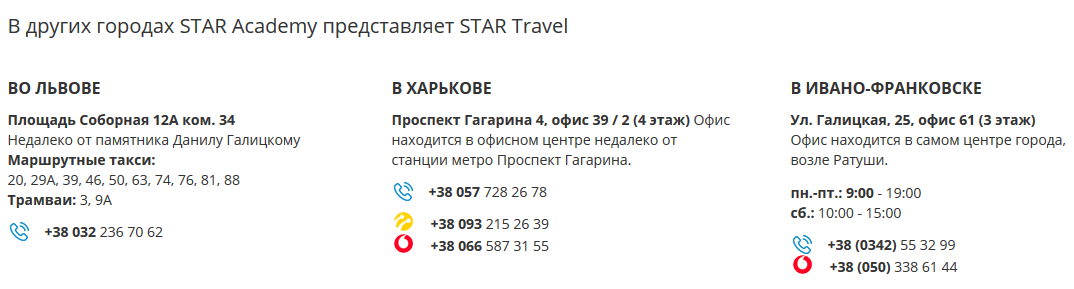 В других городах STAR Academy представляет STAR Travel
ВО ЛЬВОВЕ
Площадь Соборная 12А ком. 34
Недалеко от памятника Данилу Галицкому
Маршрутные такси:
20, 29А, 39, 46, 50, 63, 74, 76, 81, 88
Трамваи: 3, 9А
+38 032 236 70 62
В ХАРЬКОВЕ
Проспект Гагарина 4, офис 39 / 2 (4 этаж) Офис
находится в офисном центре недалеко от
станции метро Проспект Гагарина.
+38 057 728 26 78
+38 093 215 26 39
+38 066 587 31 55
В ИВАНО-ФРАНКОВСКЕ
Ул. Галицкая, 25, офис 61 (3 этаж)
Офис находится в самом центре города,
возле Ратуши.
пн.-пт.: 9:00 - 19:00
сб.: 10:00 - 15:00
+38 (0342) 55 32 99
+38 (050) 338 61 44